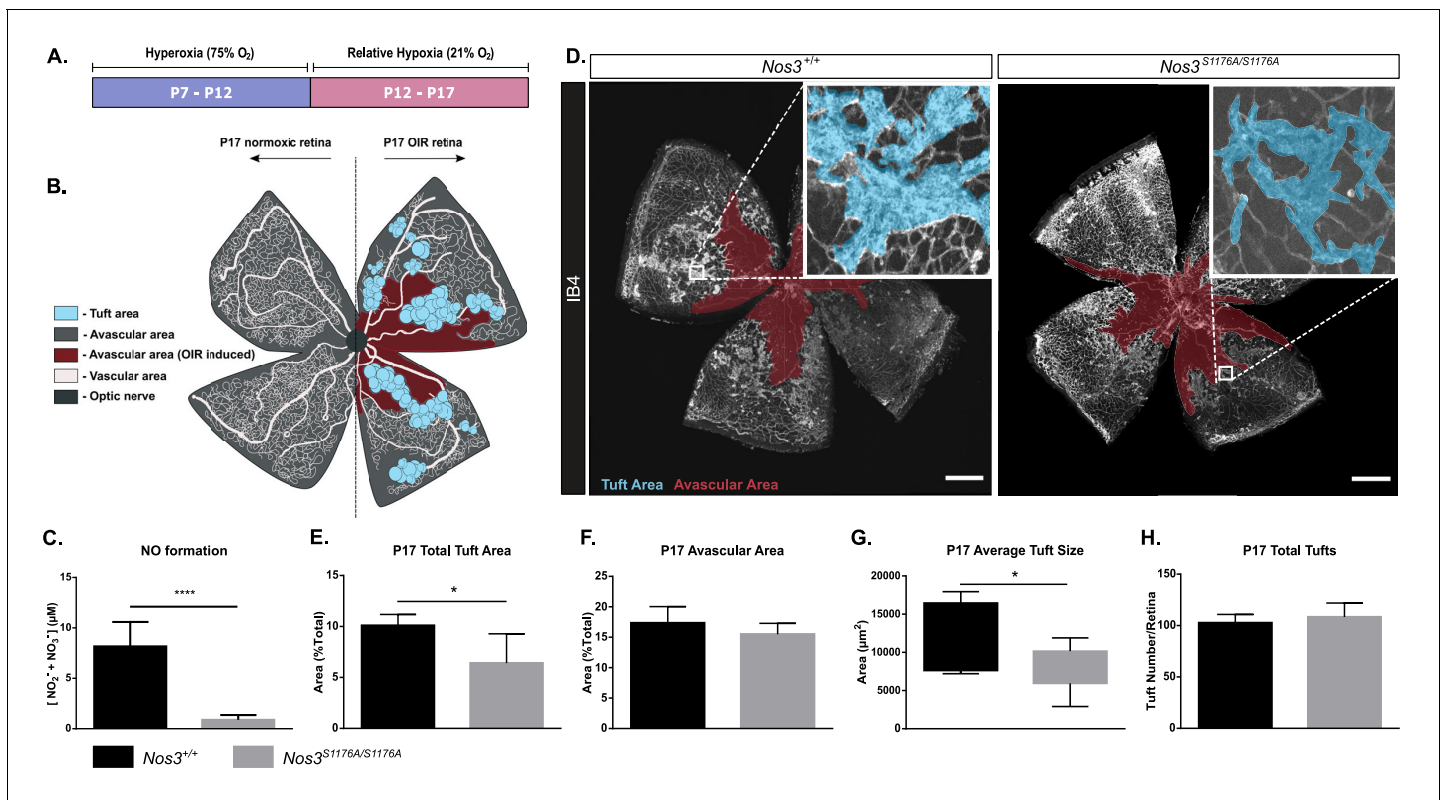 A.
Hyperoxia (75% O₂)
Relative Hypoxia (21% O₂)
P7 - P12
P12 - P17
B.
P17 normoxic retina
P17 OIR retina
- Tuft area
- Avascular area
- Avascular area (OIR induced)
- Vascular area
- Optic nerve
D.
Nos3⁺/⁺
Nos3ˢ¹¹⁷⁶ᴬ/ˢ¹¹⁷⁶ᴬ
IB4
Tuft Area Avascular Area
C.
NO formation
[ NO₂⁻ + NO₃⁻] (µM)
15
10
5
0
****
E.
P17 Total Tuft Area
Area (%Total)
15
10
5
0
*
F.
P17 Avascular Area
Area (%Total)
25
20
15
10
5
0
G.
P17 Average Tuft Size
Area (µm²)
20000
15000
10000
5000
0
*
H.
P17 Total Tufts
Tuft Number/Retina
150
100
50
0
Nos3⁺/⁺
Nos3ˢ¹¹⁷⁶ᴬ/ˢ¹¹⁷⁶ᴬ